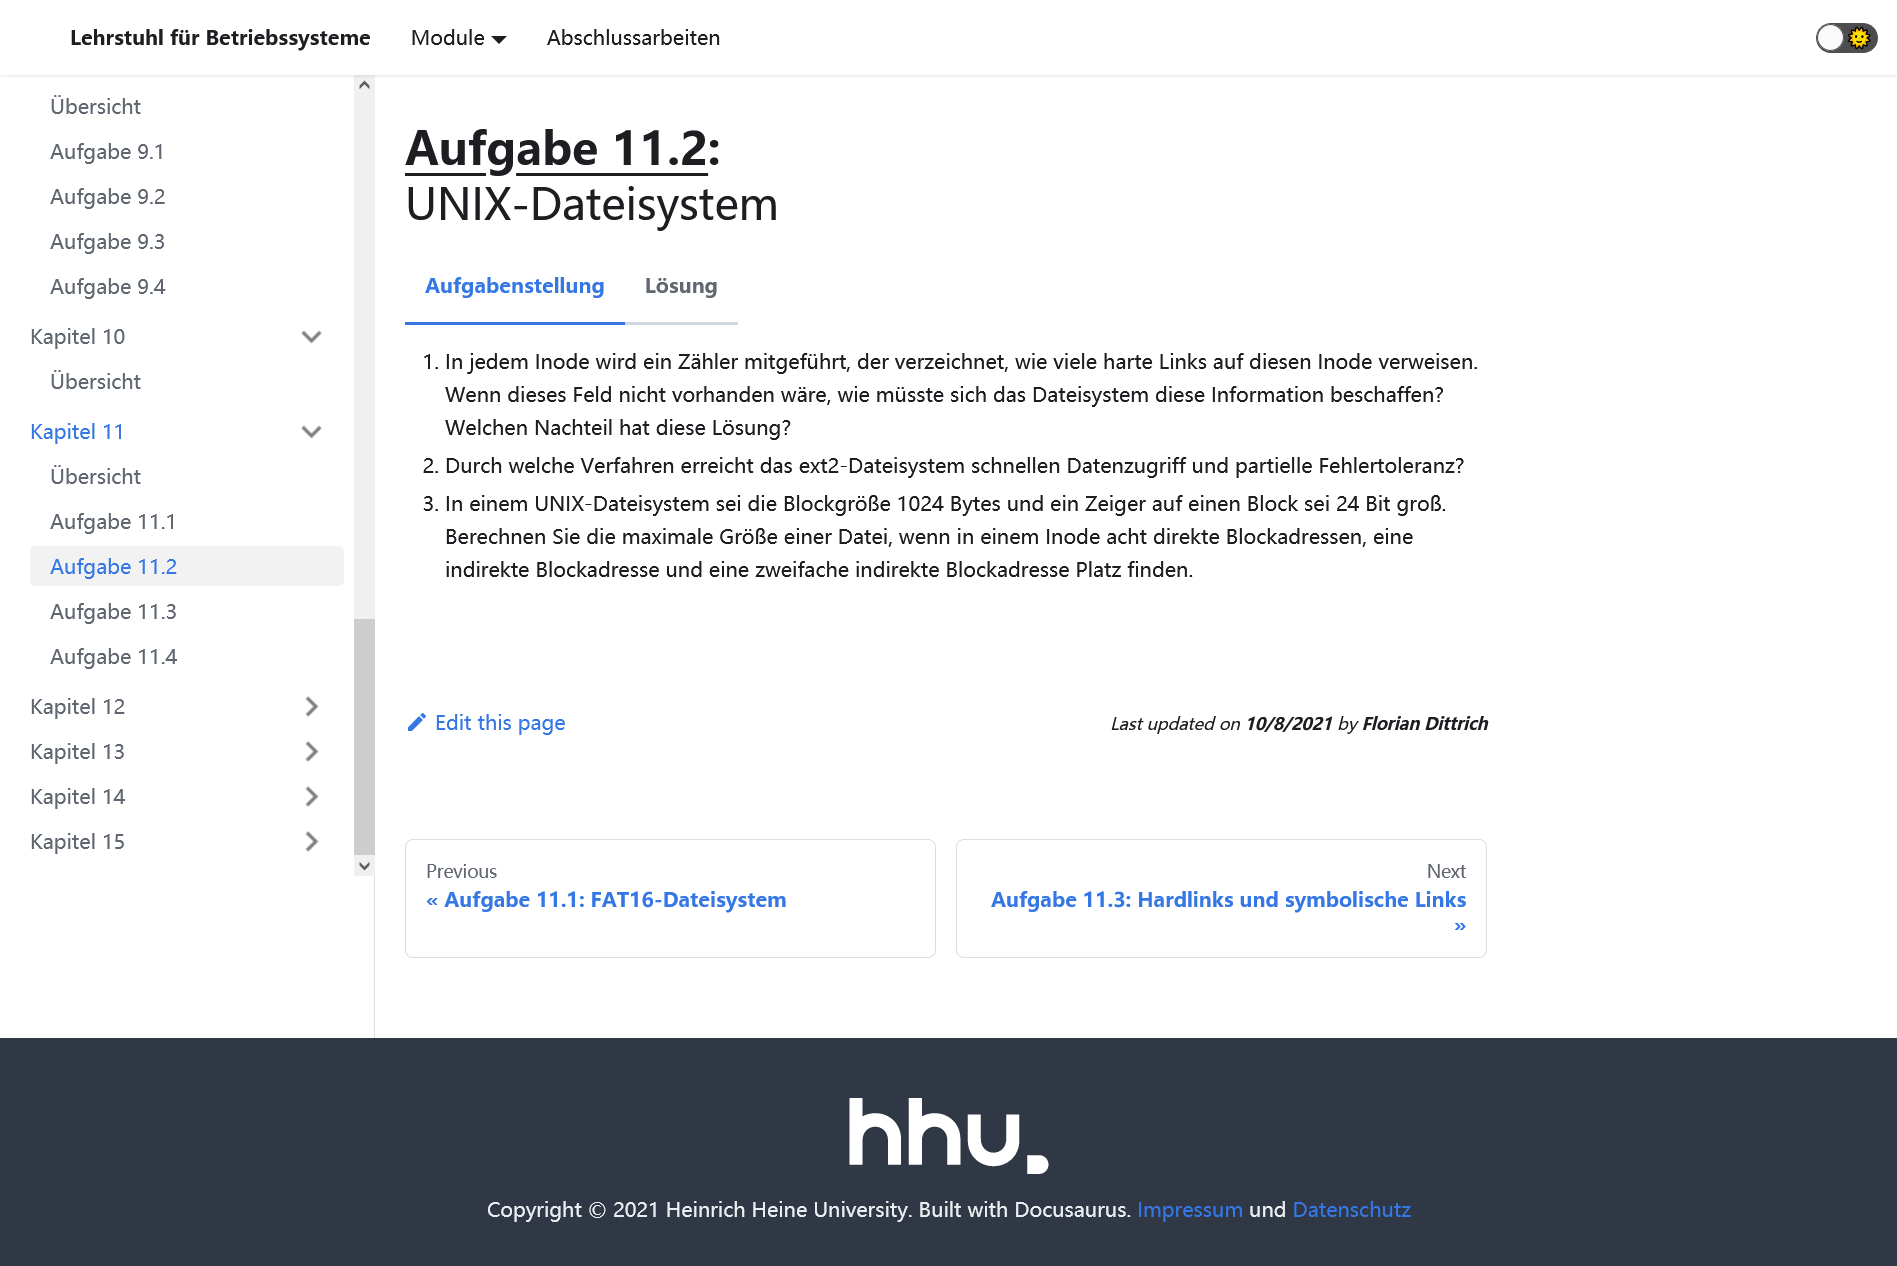 Lehrstuhl für Betriebssysteme
Module
Abschlussarbeiten
Übersicht
Aufgabe 9.1
Aufgabe 9.2
Aufgabe 9.3
Aufgabe 9.4
Kapitel 10
Übersicht
Kapitel 11
Übersicht
Aufgabe 11.1
Aufgabe 11.2
Aufgabe 11.3
Aufgabe 11.4
Kapitel 12
Kapitel 13
Kapitel 14
Kapitel 15
Aufgabe 11.2:
UNIX-Dateisystem
Aufgabenstellung
Lösung
1. In jedem Inode wird ein Zähler mitgeführt, der verzeichnet, wie viele harte Links auf diesen Inode verweisen.
Wenn dieses Feld nicht vorhanden wäre, wie müsste sich das Dateisystem diese Information beschaffen?
Welchen Nachteil hat diese Lösung?
2. Durch welche Verfahren erreicht das ext2-Dateisystem schnellen Datenzugriff und partielle Fehlertoleranz?
3. In einem UNIX-Dateisystem sei die Blockgröße 1024 Bytes und ein Zeiger auf einen Block sei 24 Bit groß.
Berechnen Sie die maximale Größe einer Datei, wenn in einem Inode acht direkte Blockadressen, eine
indirekte Blockadresse und eine zweifache indirekte Blockadresse Platz finden.
Edit this page
Last updated on 10/8/2021 by Florian Dittrich
Previous
« Aufgabe 11.1: FAT16-Dateisystem
Next
Aufgabe 11.3: Hardlinks und symbolische Links
»
hhu.
Copyright © 2021 Heinrich Heine University. Built with Docusaurus. Impressum und Datenschutz